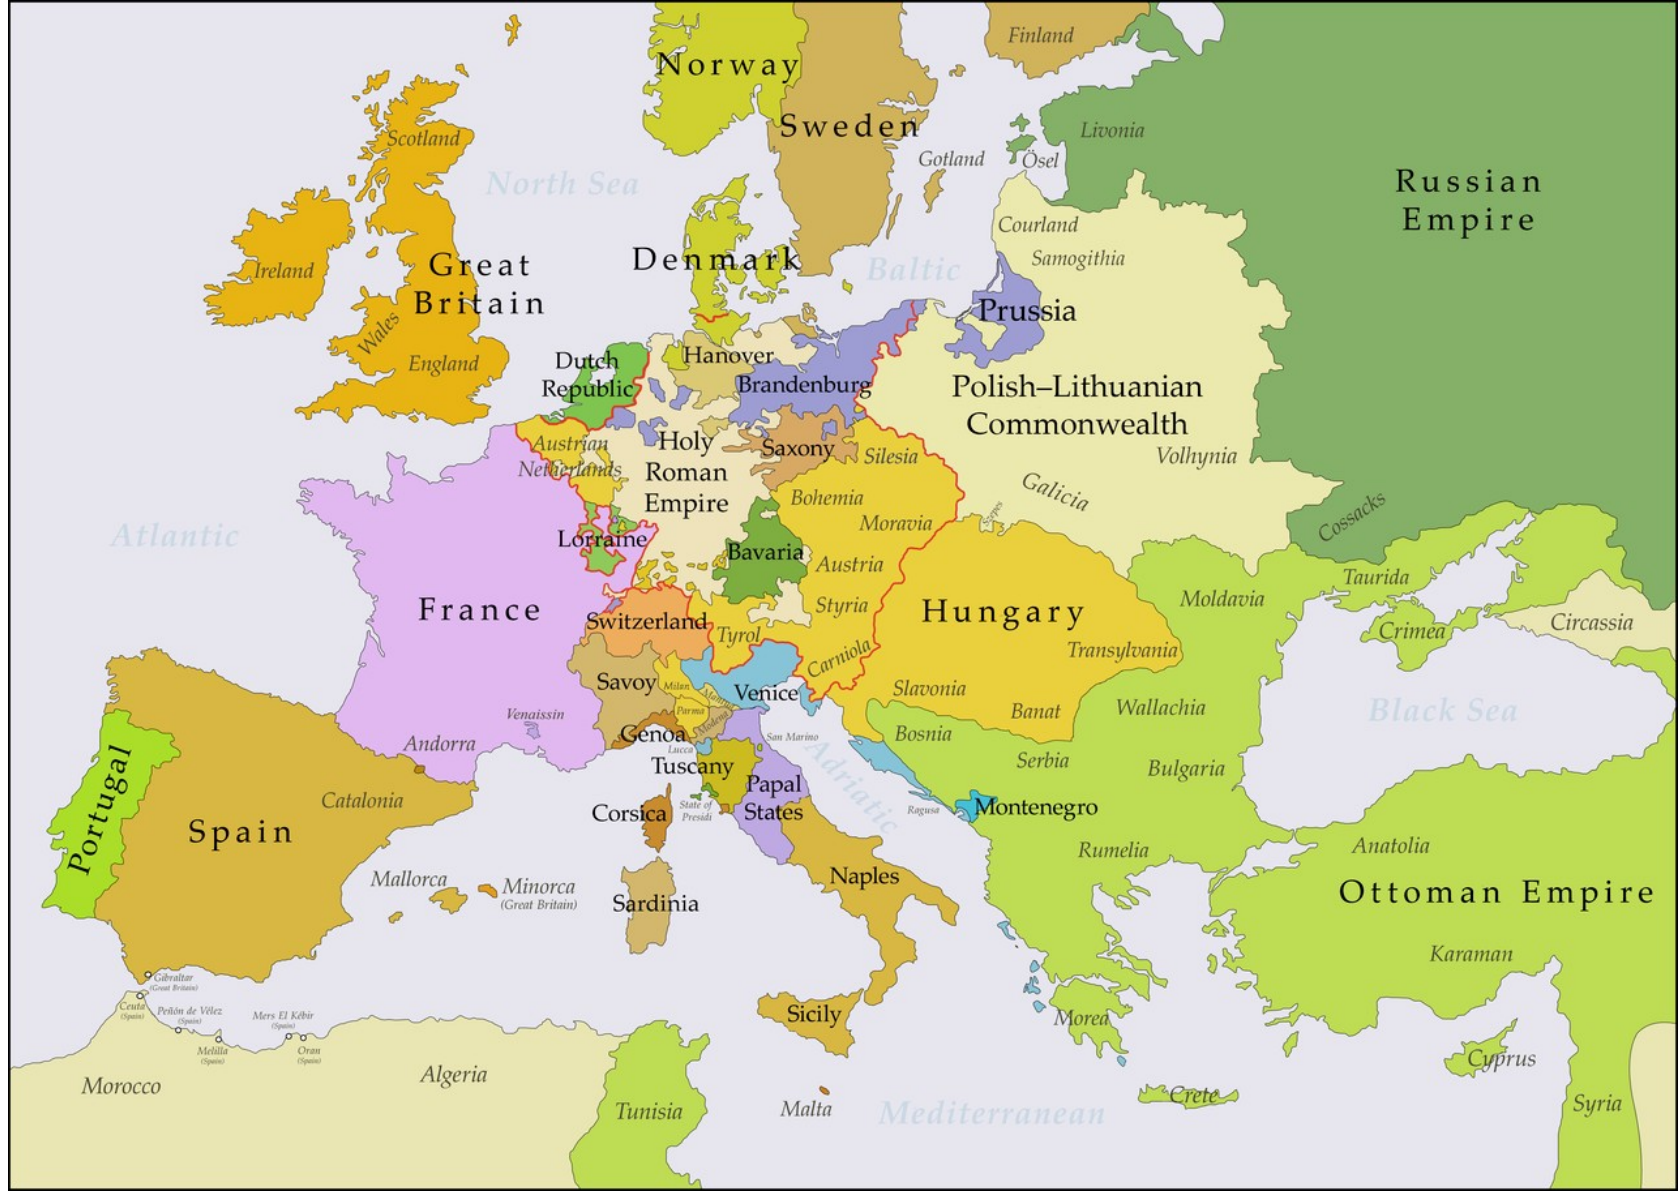 Finland
Norway
Scotland
Sweden
Livonia
Gotland
Ösel
North Sea
Russian
Empire
Courland
Samogithia
Ireland
Great
Britain
Denmark
Baltic
Prussia
Wales
England
Dutch
Republic
Hanover
Brandenburg
Polish–Lithuanian
Commonwealth
Austrian
Netherlands
Holy
Roman
Empire
Saxony
Silesia
Volhynia
Galicia
Szepes
Bohemia
Moravia
Cossacks
Atlantic
Lorraine
Bavaria
Austria
Styria
France
Switzerland
Tyrol
Carniola
Hungary
Transylvania
Moldavia
Taurida
Crimea
Circassia
Savoy
Milan
Mantua
Venice
Slavonia
Banat
Wallachia
Black Sea
Parma
Modena
Venaissin
Genoa
Lucca
San Marino
Adriatic
Bosnia
Serbia
Bulgaria
Andorra
Tuscany
Papal
States
Portugal
Spain
Catalonia
Corsica
State of
Presidi
Ragusa
Montenegro
Rumelia
Anatolia
Mallorca
Minorca
(Great Britain)
Sardinia
Naples
Ottoman Empire
Karaman
Gibraltar
(Great Britain)
Ceuta
(Spain)
Peñón de Vélez
(Spain)
Mers El Kébir
(Spain)
Melilla
(Spain)
Oran
(Spain)
Sicily
Morea
Cyprus
Morocco
Algeria
Tunisia
Malta
Mediterranean
Crete
Syria